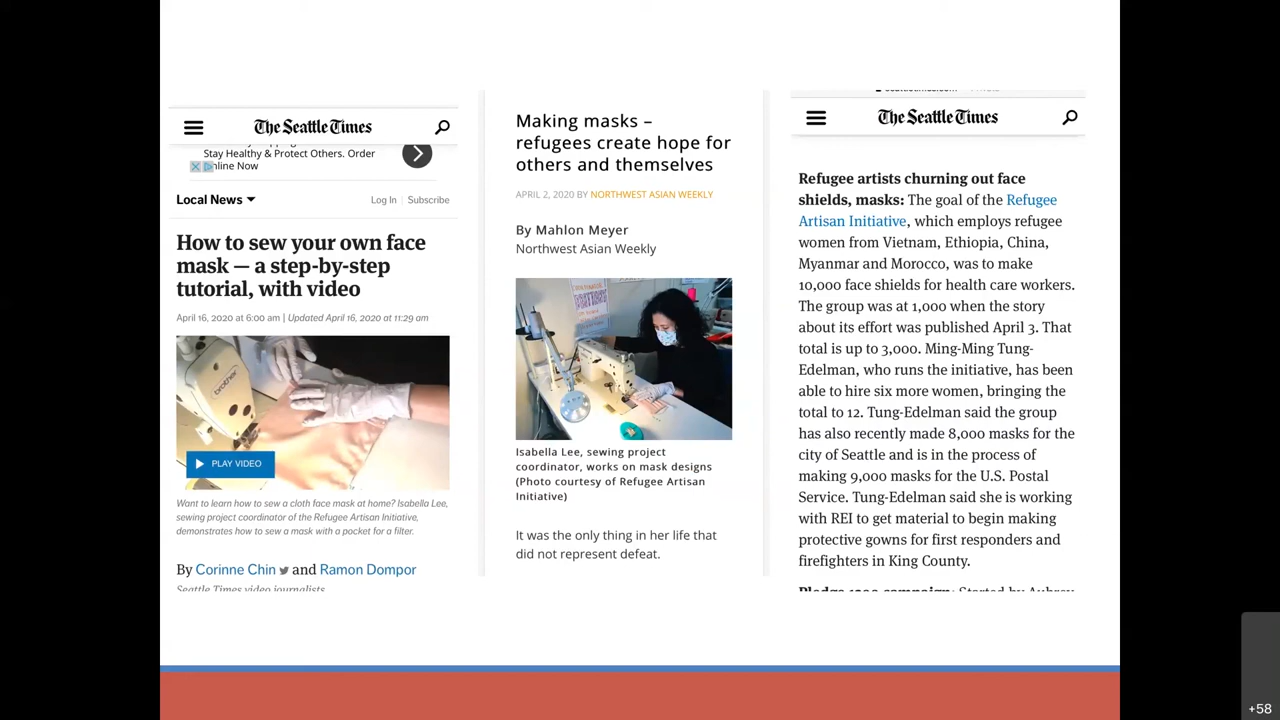 The Seattle Times
Stay Healthy & Protect Others. Order
Online Now
Local News
Log In | Subscribe
How to sew your own face
mask — a step-by-step
tutorial, with video
April 16, 2020 at 6:00 am | Updated April 16, 2020 at 11:29 am
brother
PLAY VIDEO
Want to learn how to sew a cloth face mask at home? Isabella Lee,
sewing project coordinator of the Refugee Artisan Initiative,
demonstrates how to sew a mask with a pocket for a filter.
By Corinne Chin and Ramon Dompor
Seattle Times video journalists
Making masks –
refugees create hope for
others and themselves
APRIL 2, 2020 BY NORTHWEST ASIAN WEEKLY
By Mahlon Meyer
Northwest Asian Weekly
Isabella Lee, sewing project
coordinator, works on mask designs
(Photo courtesy of Refugee Artisan
Initiative)
It was the only thing in her life that
did not represent defeat.
The Seattle Times
Refugee artists churning out face
shields, masks: The goal of the Refugee
Artisan Initiative, which employs refugee
women from Vietnam, Ethiopia, China,
Myanmar and Morocco, was to make
10,000 face shields for health care workers.
The group was at 1,000 when the story
about its effort was published April 3. That
total is up to 3,000. Ming-Ming Tung-
Edelman, who runs the initiative, has been
able to hire six more women, bringing the
total to 12. Tung-Edelman said the group
has also recently made 8,000 masks for the
city of Seattle and is in the process of
making 9,000 masks for the U.S. Postal
Service. Tung-Edelman said she is working
with REI to get material to begin making
protective gowns for first responders and
firefighters in King County.
+58